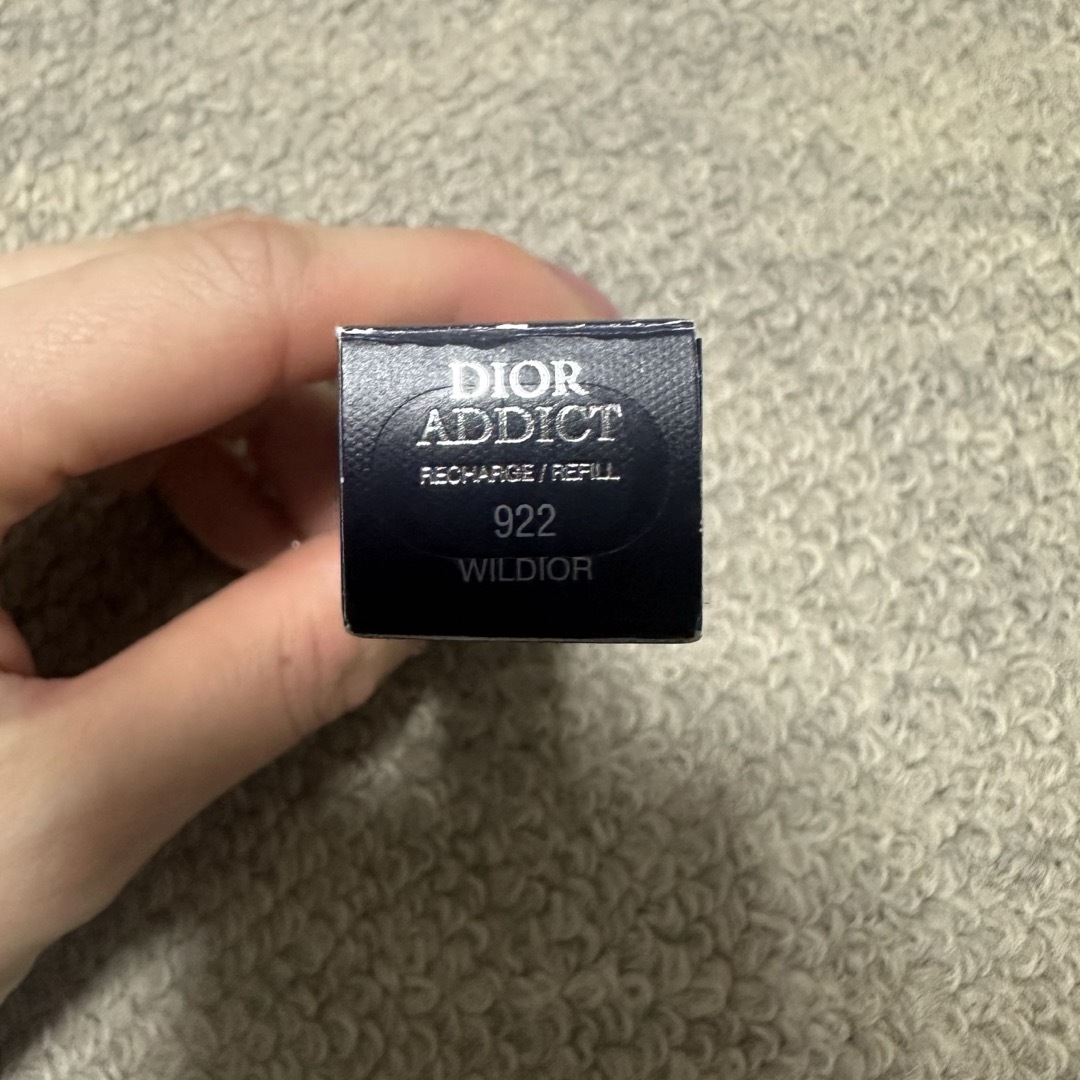 DIOR
ADDICT
RECHARGE / REFILL
922
WILDIOR